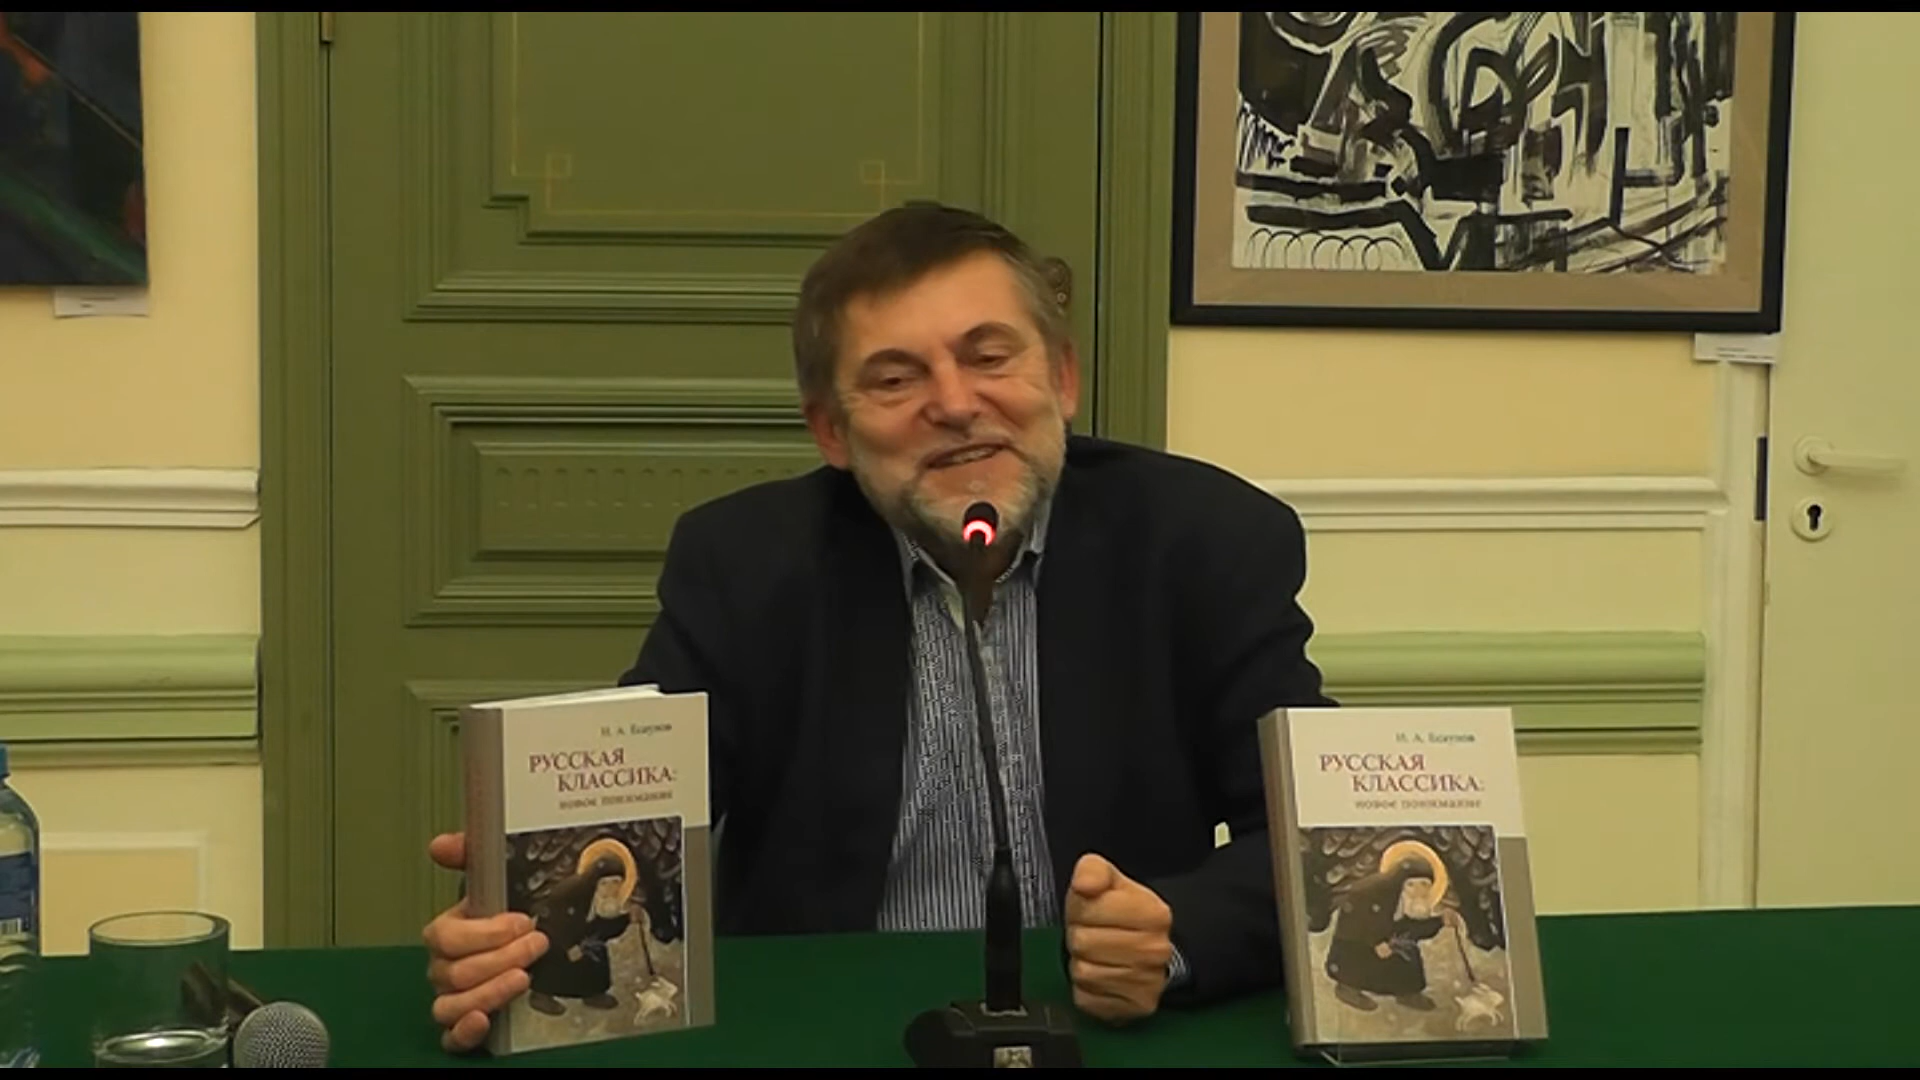 И. А. Есаулов
РУССКАЯ
КЛАССИКА:
новое понимание
И. А. Есаулов
РУССКАЯ
КЛАССИКА:
новое понимание